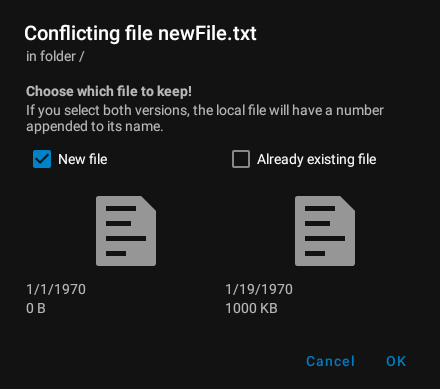 Conflicting file newFile.txt
in folder /
Choose which file to keep!
If you select both versions, the local file will have a number
appended to its name.
New file
Already existing file
1/1/1970
0 B
1/19/1970
1000 KB
Cancel
OK